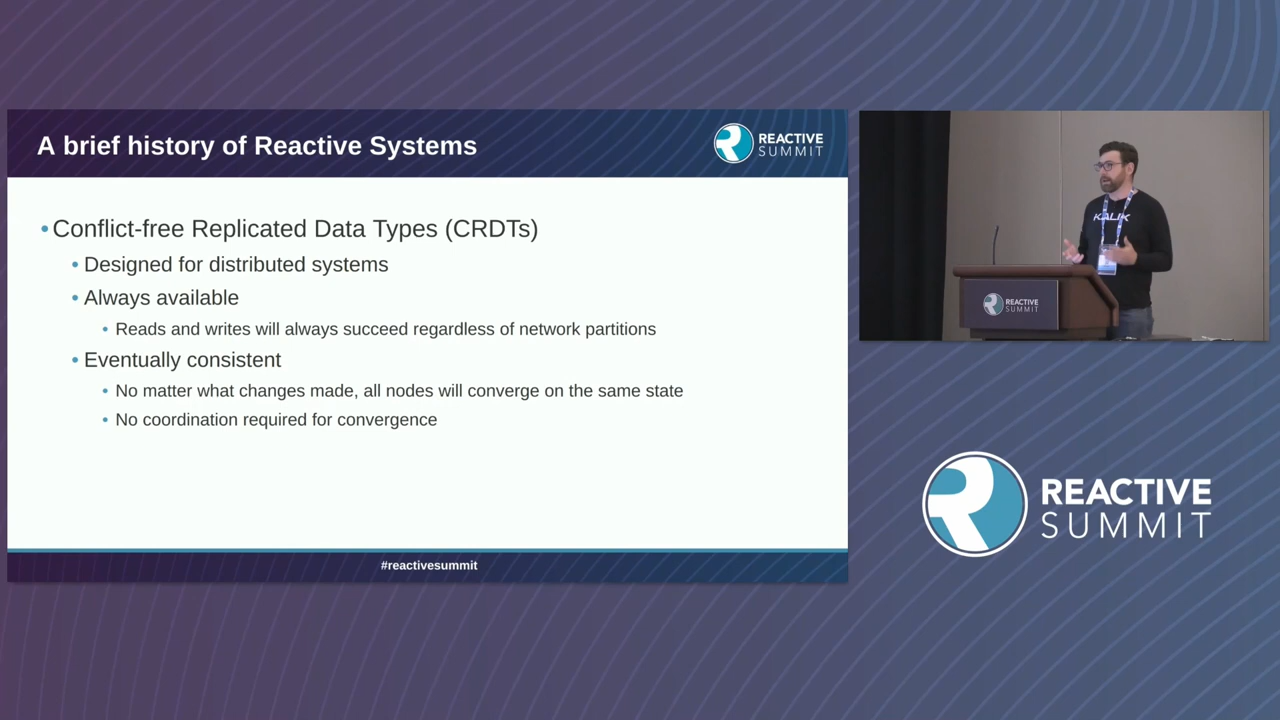 A brief history of Reactive Systems
REACTIVE
SUMMIT
•Conflict-free Replicated Data Types (CRDTs)
• Designed for distributed systems
• Always available
• Reads and writes will always succeed regardless of network partitions
• Eventually consistent
• No matter what changes made, all nodes will converge on the same state
• No coordination required for convergence
#reactivesummit
KALIX
REACTIVE
SUMMIT
REACTIVE
SUMMIT